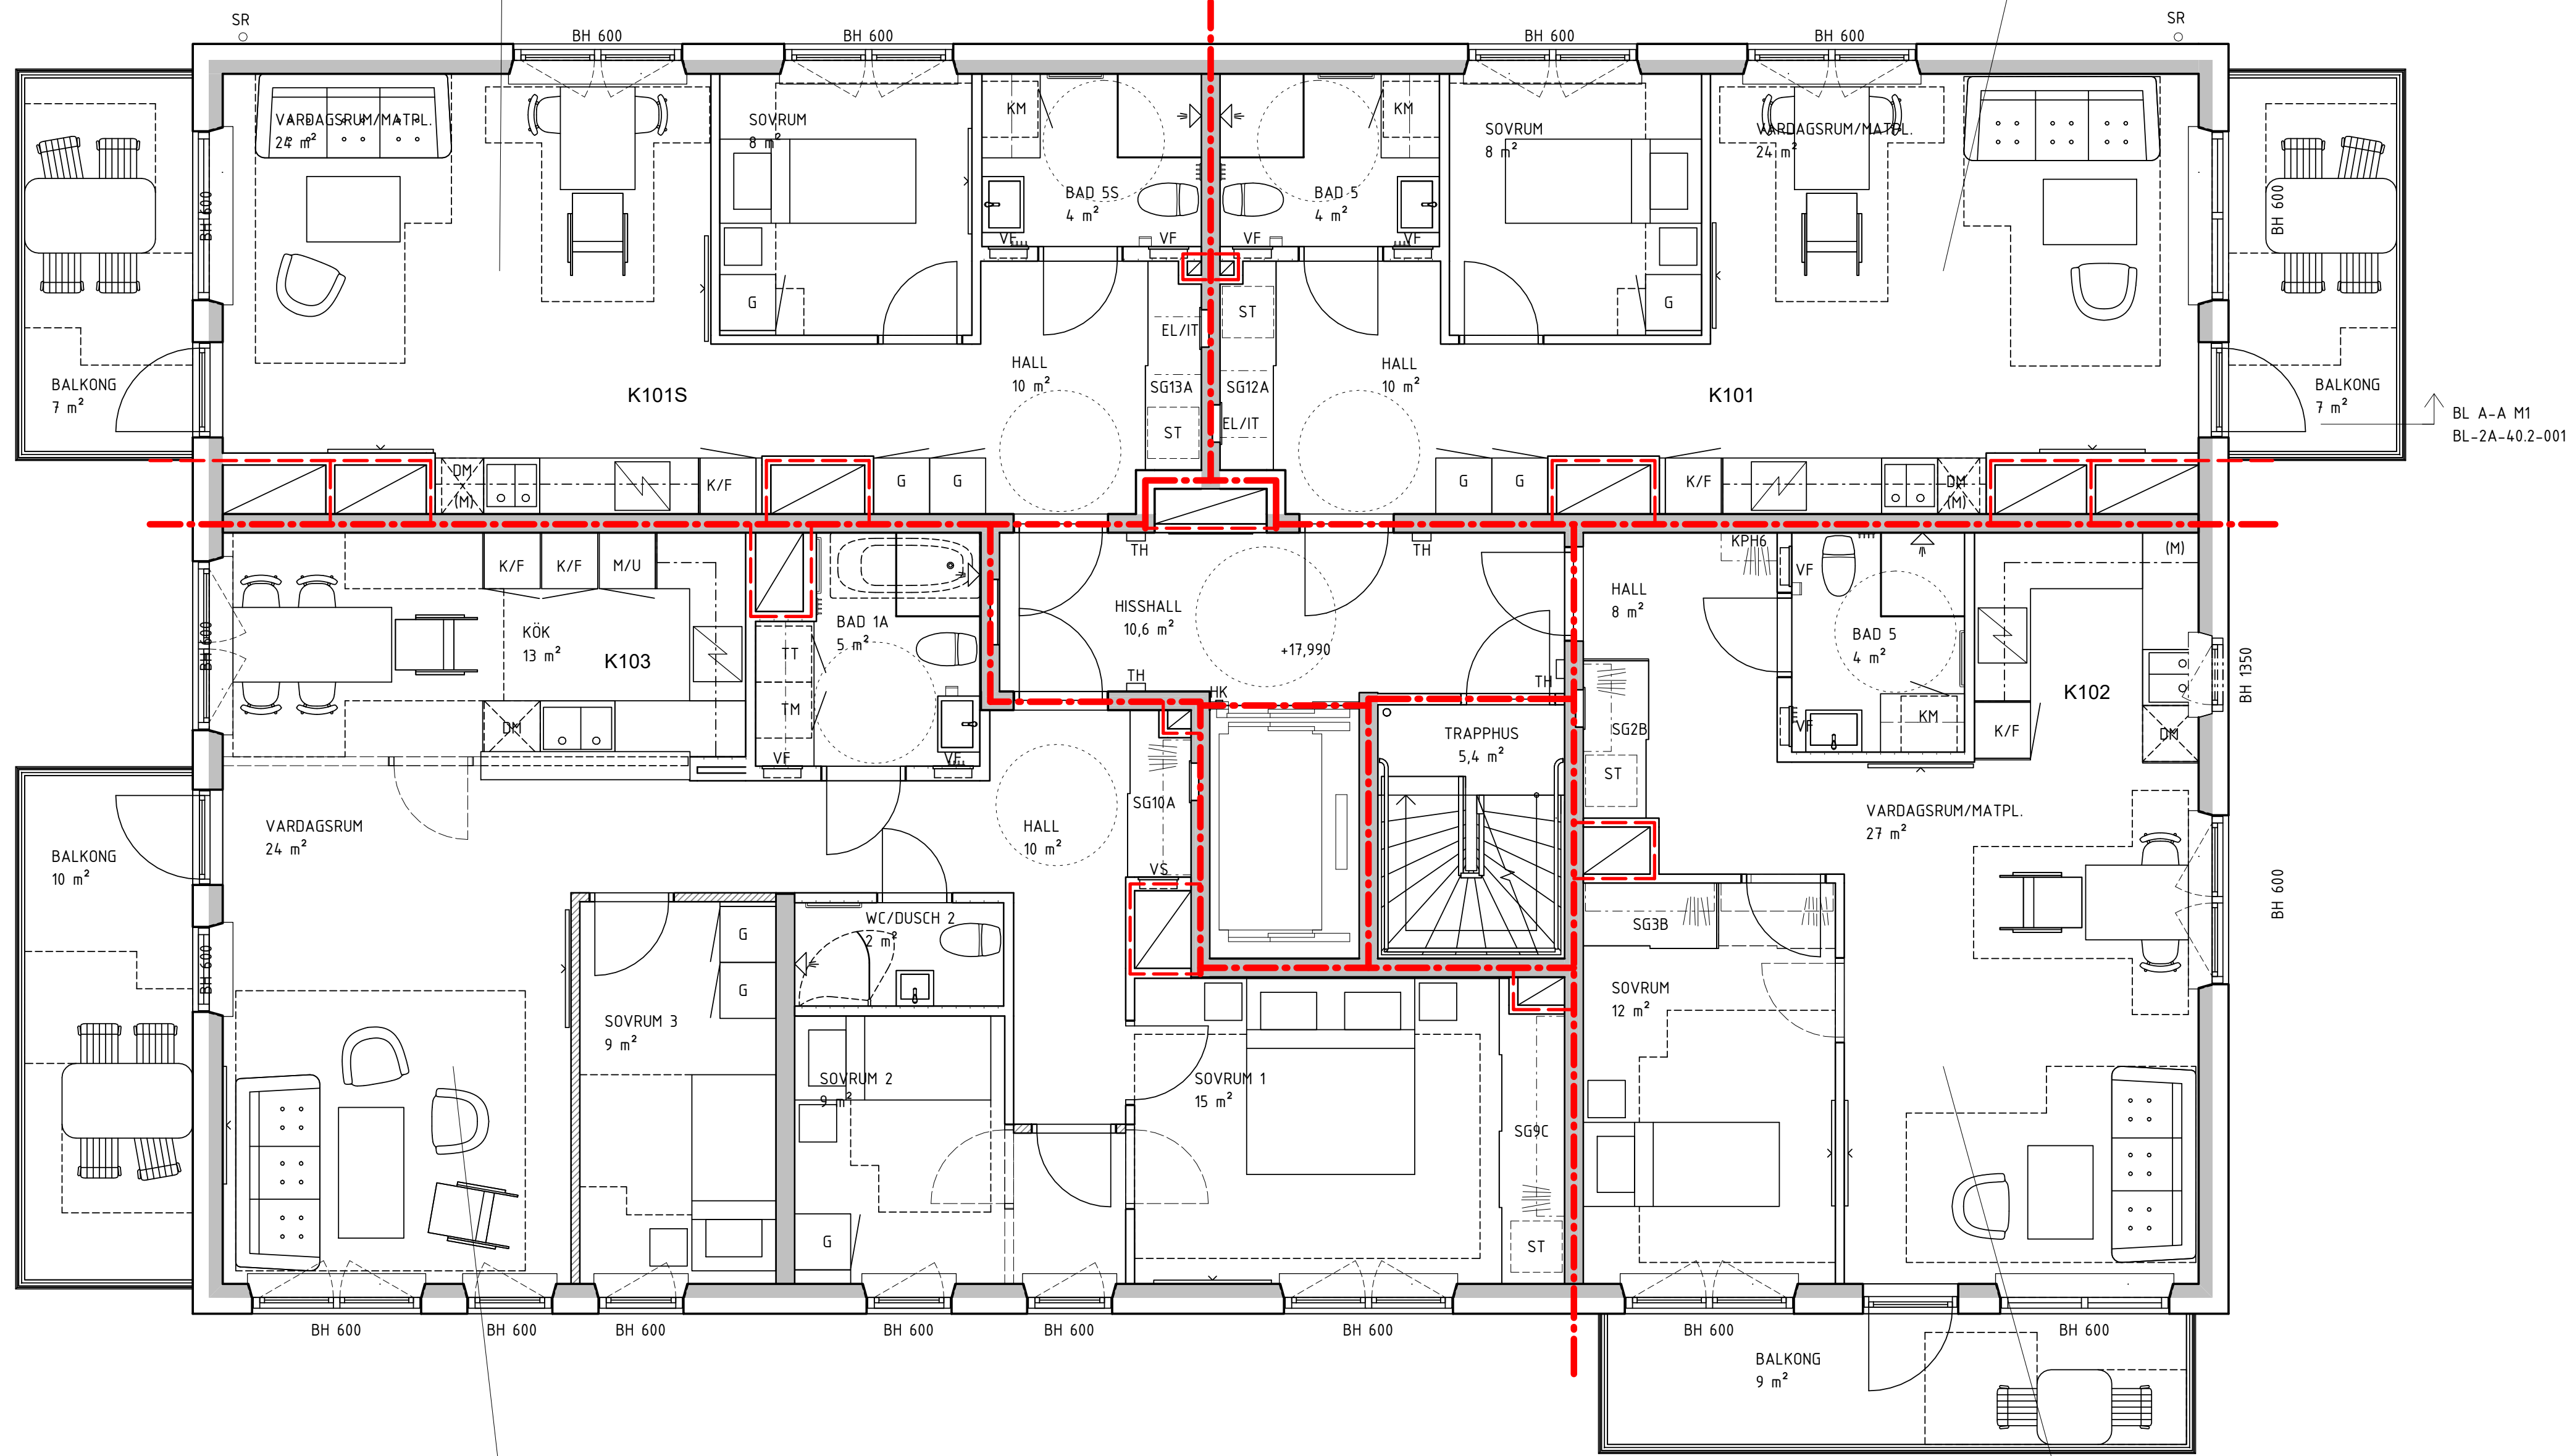 SR
SR
BH 600
BH 600
BH 600
BH 600
VARDAGSRUM/MATPL.
24 m²
SOVRUM
8 m²
KM
KM
SOVRUM
8 m²
VARDAGSRUM/MATPL.
24 m²
BAD 5S
4 m²
BAD 5
4 m²
BH 600
BH 600
VF
VF
VF
VF
G
G
EL/IT
ST
HALL
10 m²
HALL
10 m²
BALKONG
7 m²
K101S
SG13A
SG12A
K101
BALKONG
7 m²
BL A-A M1
BL-2A-40.2-001
ST
EL/IT
DM
(M)
K/F
G
G
G
G
K/F
DM
(M)
TH
TH
KPH6
(M)
K/F
K/F
M/U
VF
BAD 1A
5 m²
HISSHALL
10,6 m²
HALL
8 m²
BH 600
KÖK
13 m²
K103
TT
+17,990
BAD 5
4 m²
BH 1350
TH
TH
HK
K102
TM
DM
VF
VF
TRAPPHUS
5,4 m²
SG2B
VF
KM
K/F
DM
ST
SG10A
VARDAGSRUM
24 m²
HALL
10 m²
VARDAGSRUM/MATPL.
27 m²
BALKONG
10 m²
VS
BH 600
G
WC/DUSCH 2
2 m²
SG3B
BH 600
G
SOVRUM 3
9 m²
SOVRUM
12 m²
SOVRUM 2
9 m²
SOVRUM 1
15 m²
SG9C
G
ST
BH 600
BH 600
BH 600
BH 600
BH 600
BH 600
BH 600
BH 600
BALKONG
9 m²